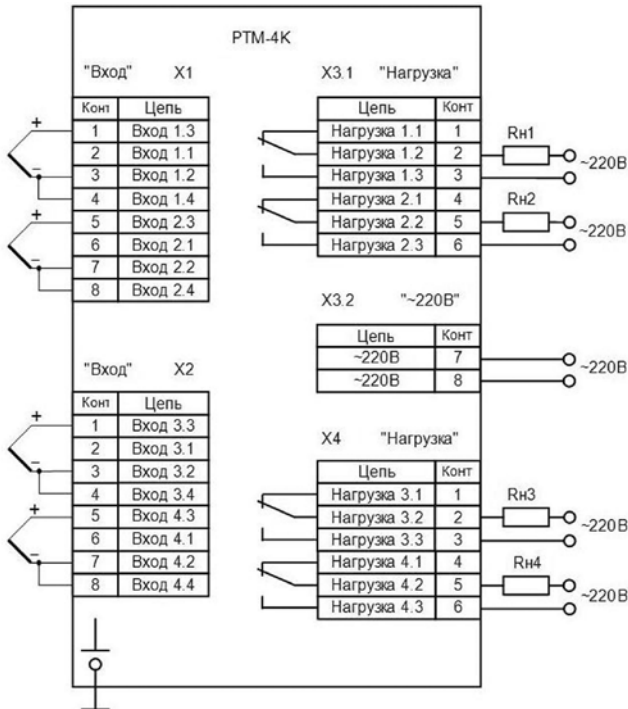 РТМ-4К
"Вход" Х1
Конт Цепь
1 Вход 1.3
2 Вход 1.1
3 Вход 1.2
4 Вход 1.4
5 Вход 2.3
6 Вход 2.1
7 Вход 2.2
8 Вход 2.4
+
−
+
−
"Вход" Х2
Конт Цепь
1 Вход 3.3
2 Вход 3.1
3 Вход 3.2
4 Вход 3.4
5 Вход 4.3
6 Вход 4.1
7 Вход 4.2
8 Вход 4.4
+
−
+
−
Х3.1 "Нагрузка"
Цепь Конт
Нагрузка 1.1 1
Нагрузка 1.2 2
Нагрузка 1.3 3
Нагрузка 2.1 4
Нагрузка 2.2 5
Нагрузка 2.3 6
Rн1
~220В
Rн2
~220В
Х3.2 "~220В"
Цепь Конт
~220В 7
~220В 8
~220В
Х4 "Нагрузка"
Цепь Конт
Нагрузка 3.1 1
Нагрузка 3.2 2
Нагрузка 3.3 3
Нагрузка 4.1 4
Нагрузка 4.2 5
Нагрузка 4.3 6
Rн3
~220В
Rн4
~220В